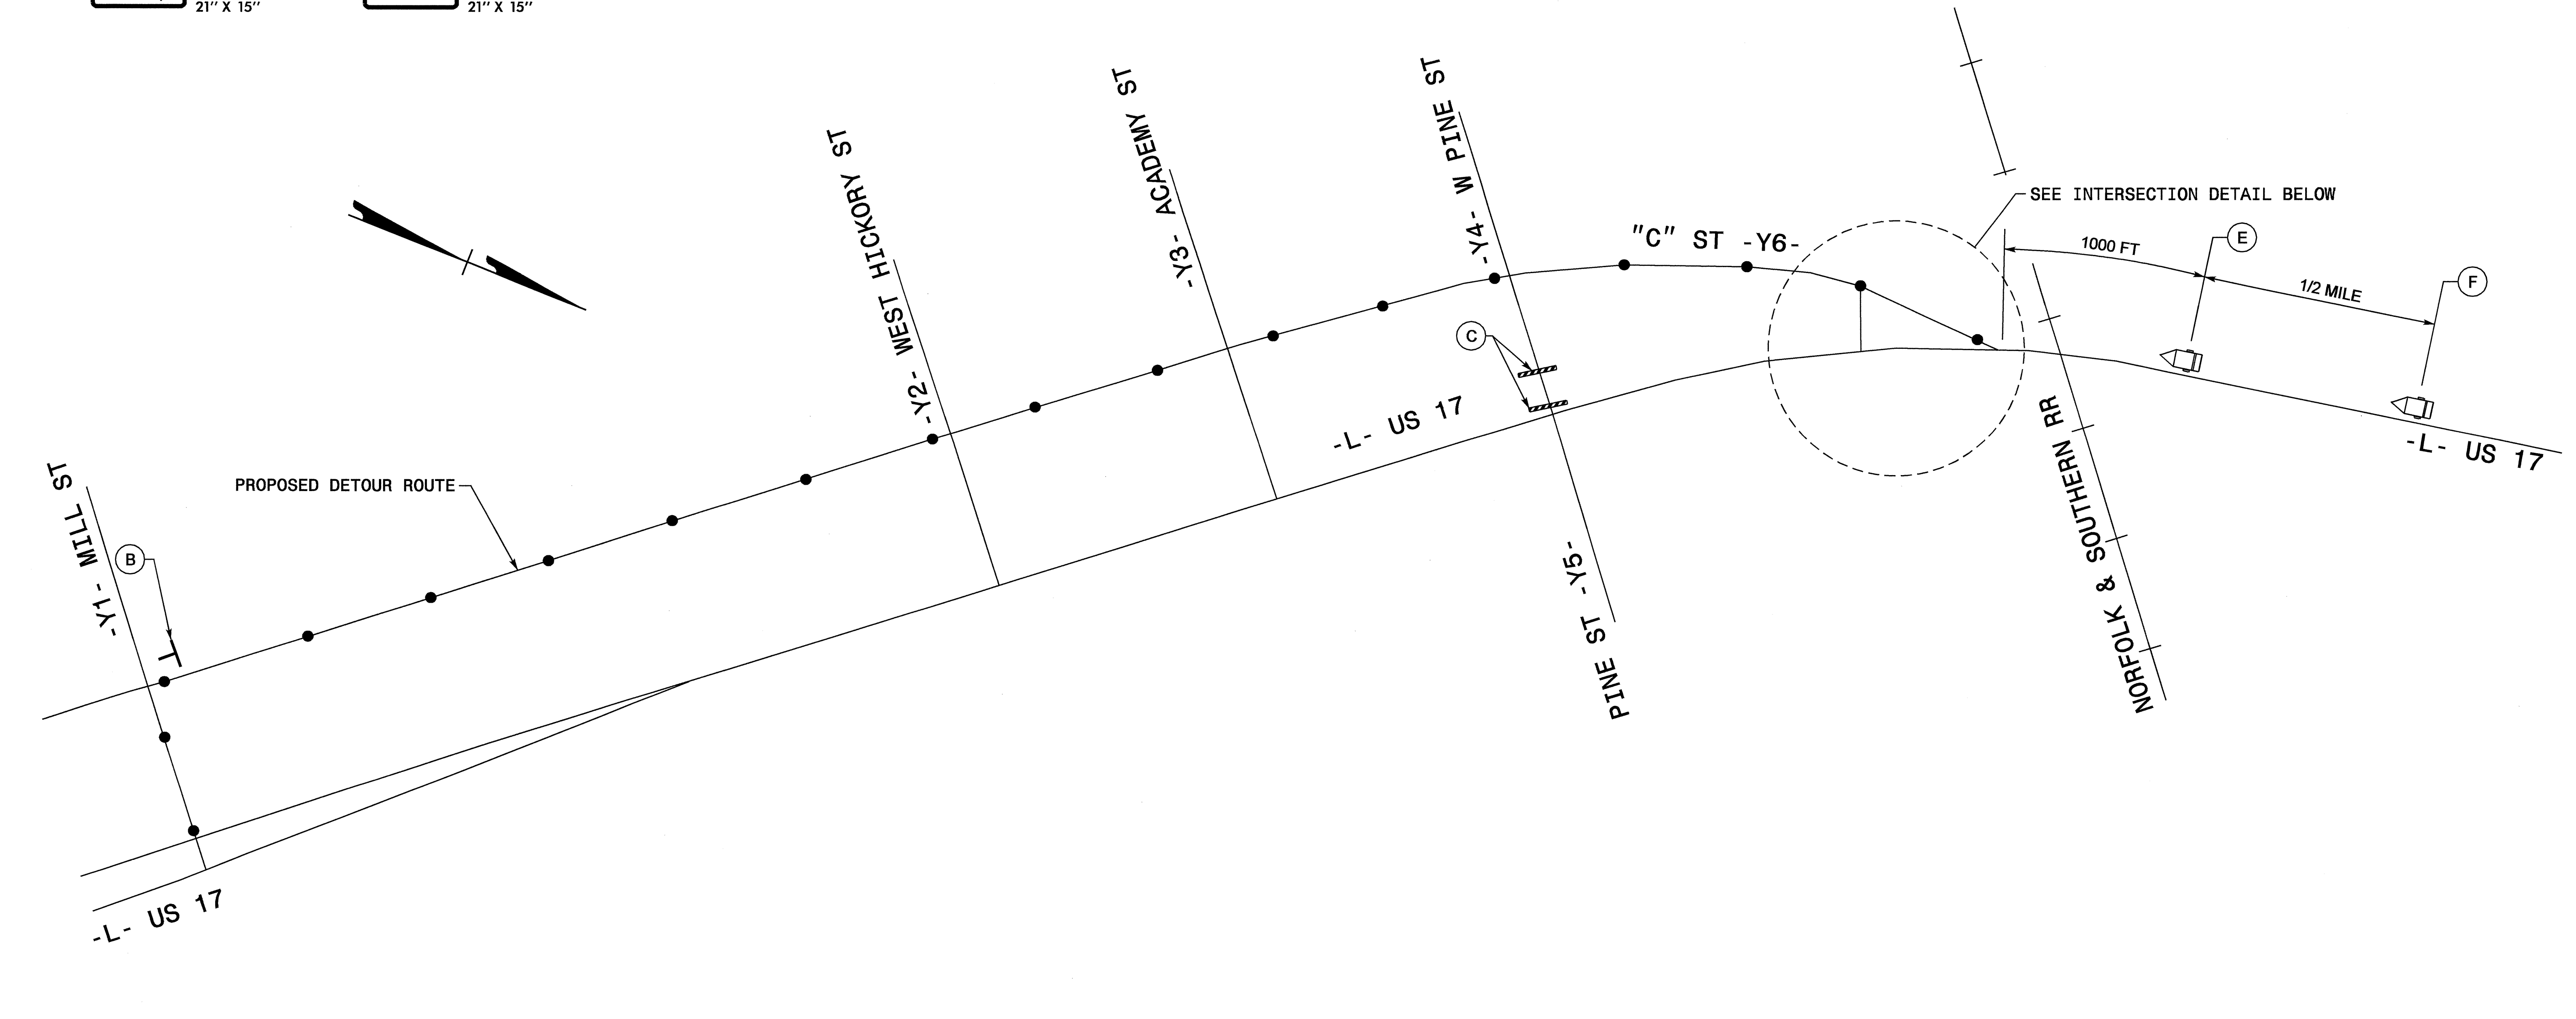 21" X 15"
21" X 15"
-Y1- MILL ST
B
PROPOSED DETOUR ROUTE
-Y2- WEST HICKORY ST
-Y3- ACADEMY ST
-Y4- W PINE ST
C
-L- US 17
"C" ST -Y6-
SEE INTERSECTION DETAIL BELOW
1000 FT
E
1/2 MILE
F
-L- US 17
NORFOLK & SOUTHERN RR
PINE ST -Y5-
-L- US 17